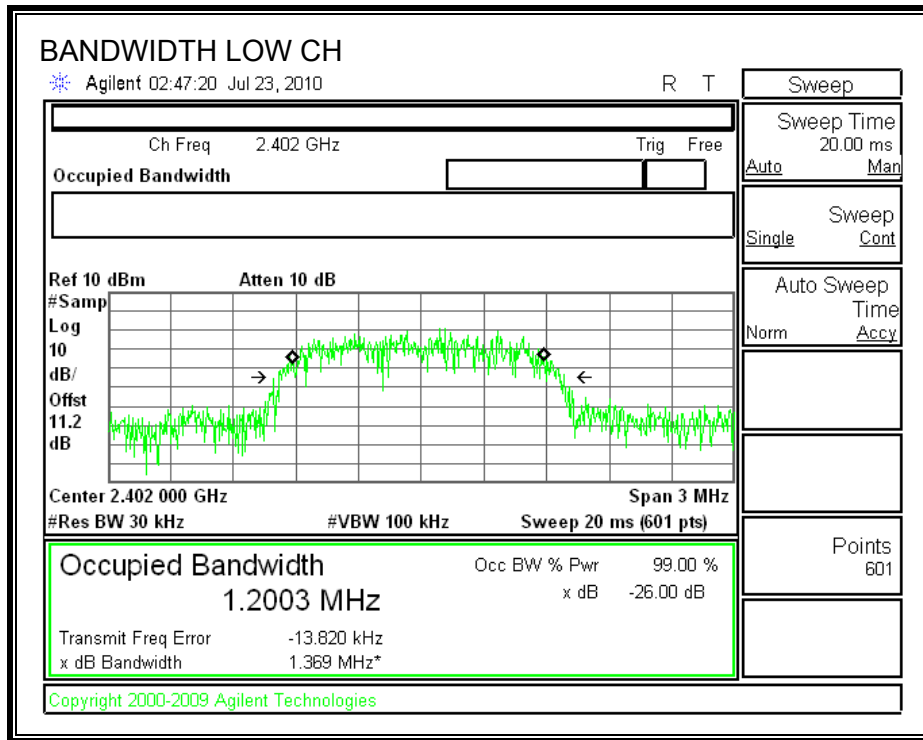 BANDWIDTH LOW CH
Agilent 02:47:20 Jul 23, 2010 R T
Ch Freq 2.402 GHz Trig Free
Occupied Bandwidth
Ref 10 dBm Atten 10 dB
#Samp
Log
10
dB/
Offst
11.2
dB
Center 2.402 000 GHz Span 3 MHz
#Res BW 30 kHz #VBW 100 kHz Sweep 20 ms (601 pts)
Occupied Bandwidth Occ BW % Pwr 99.00 %
1.2003 MHz x dB -26.00 dB
Transmit Freq Error -13.820 kHz
x dB Bandwidth 1.369 MHz*
Copyright 2000-2009 Agilent Technologies
Sweep
Sweep Time
20.00 ms
Auto Man
Sweep
Single Cont
Auto Sweep
Time
Norm Accy
Points
601